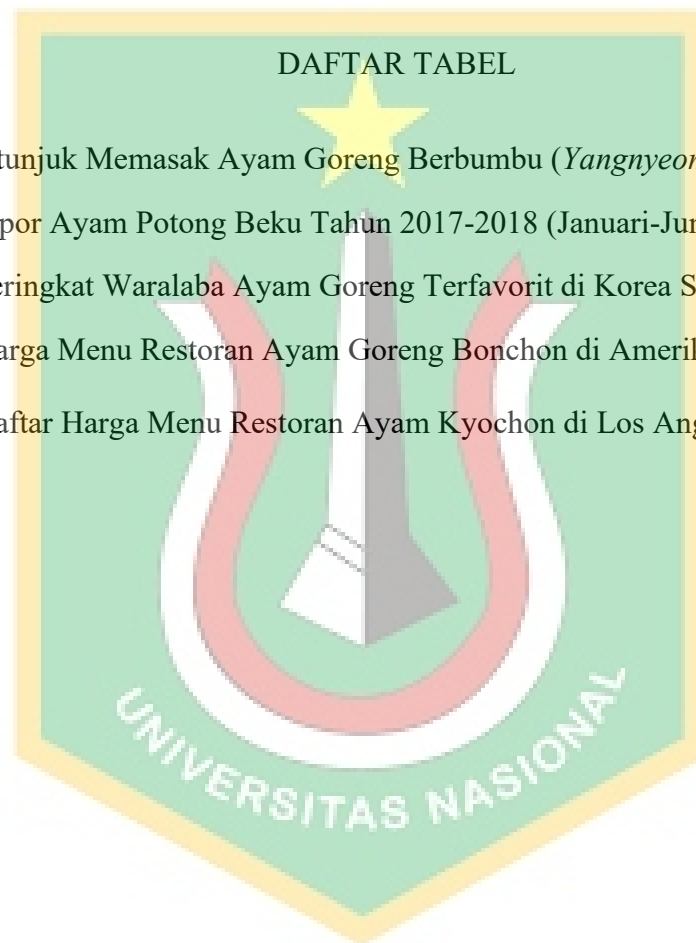 DAFTAR TABEL
tunjuk Memasak Ayam Goreng Berbumbu (Yangnyeon
por Ayam Potong Beku Tahun 2017-2018 (Januari-Jun
eringkat Waralaba Ayam Goreng Terfavorit di Korea S
arga Menu Restoran Ayam Goreng Bonchon di Amerik
aftar Harga Menu Restoran Ayam Kyochon di Los Ang
UNIVERSITAS NASIONAL